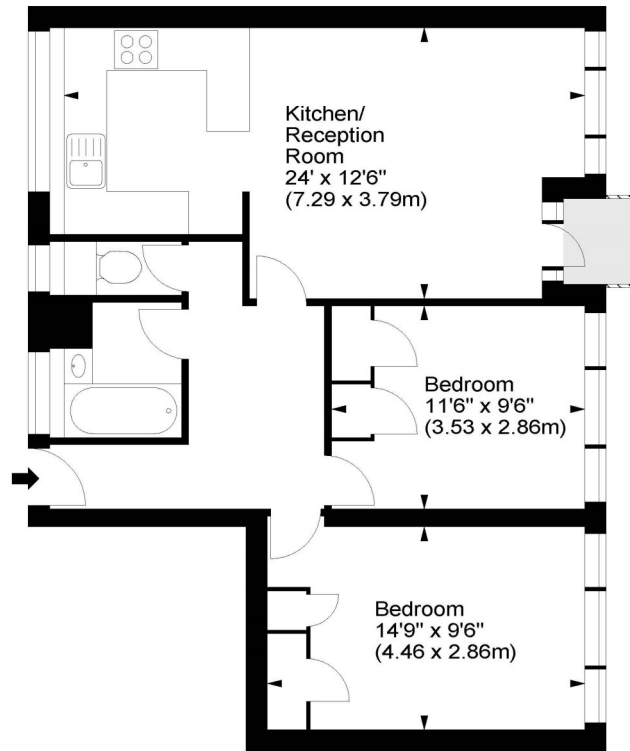 Kitchen/
Reception
Room
24' x 12'6"
(7.29 x 3.79m)
Bedroom
11'6" x 9'6"
(3.53 x 2.86m)
Bedroom
14'9" x 9'6"
(4.46 x 2.86m)